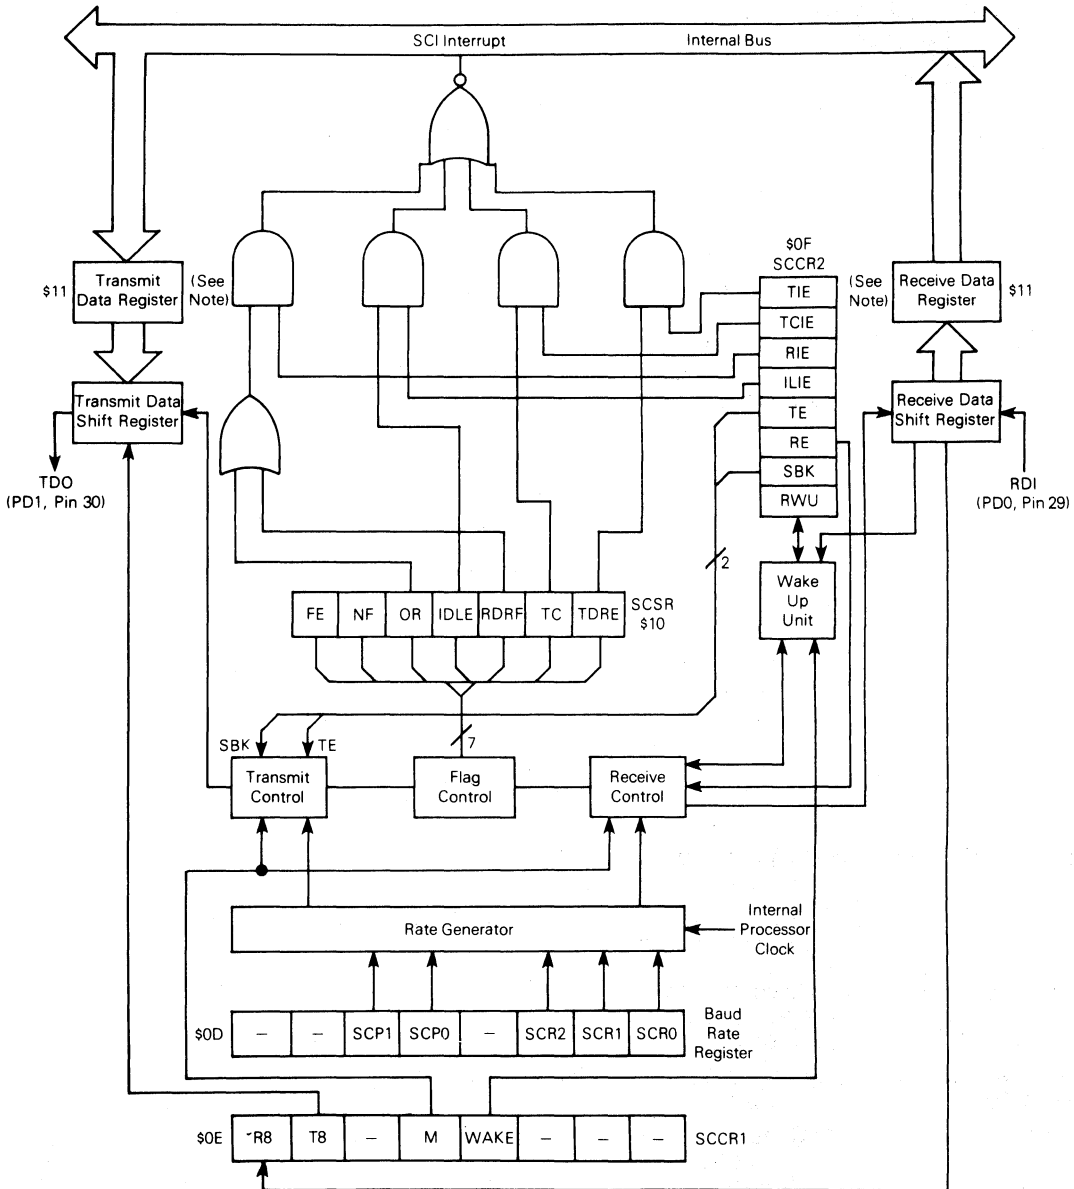 SCI Interrupt
Internal Bus
$0F
SCCR2
$11
Transmit
Data Register
(See
Note)
TIE
TCIE
RIE
ILIE
TE
RE
SBK
RWU
(See
Note)
Receive Data
Register
$11
Transmit Data
Shift Register
Receive Data
Shift Register
TDO
(PD1, Pin 30)
RDI
(PD0, Pin 29)
2
Wake
Up
Unit
FE
NF
OR
IDLE
RDRF
TC
TDRE
SCSR
$10
SBK
TE
7
Transmit
Control
Flag
Control
Receive
Control
Rate Generator
Internal
Processor
Clock
$0D
–
–
SCP1
SCP0
–
SCR2
SCR1
SCR0
Baud
Rate
Register
$0E
R8
T8
–
M
WAKE
–
–
–
SCCR1